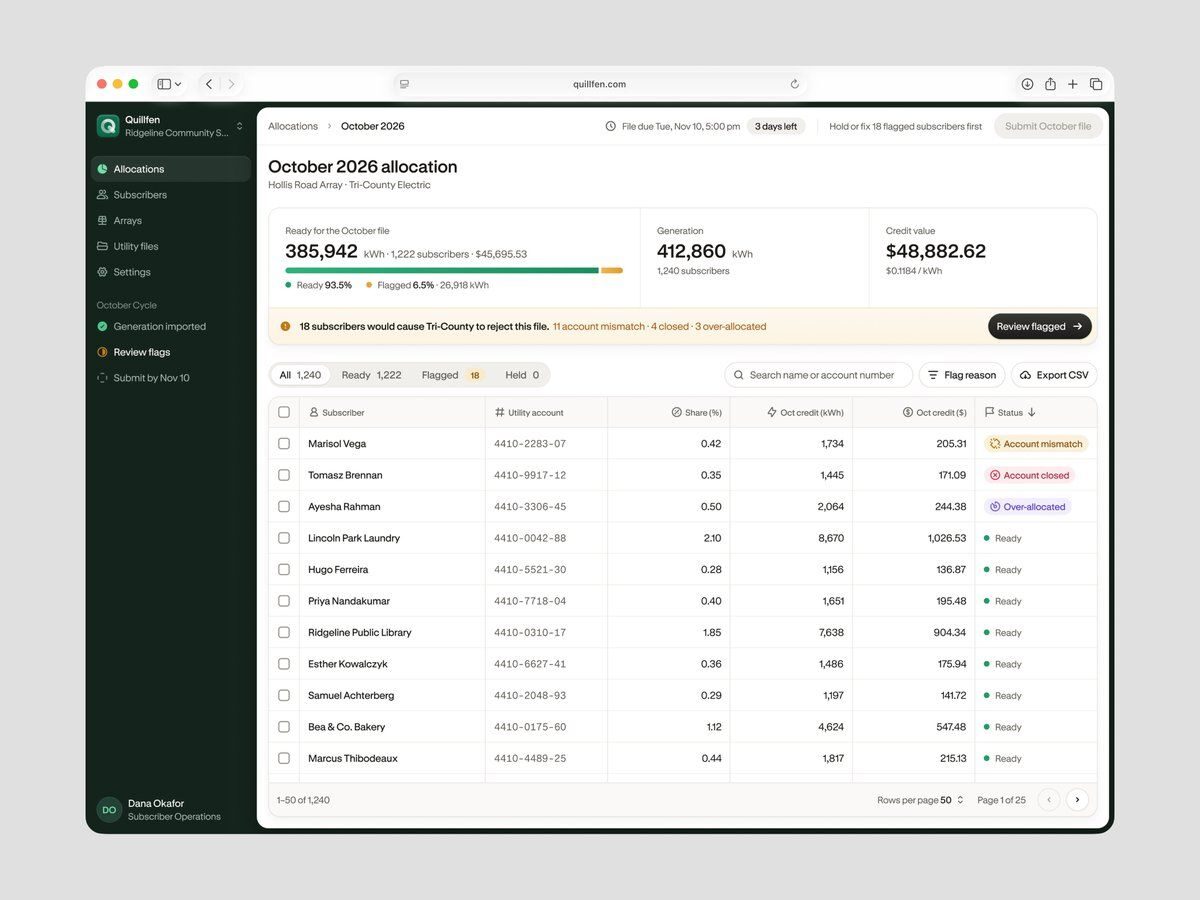 quillfen.com
Quillfen
Ridgeline Community S...
Allocations
Subscribers
Arrays
Utility files
Settings
October Cycle
Generation imported
Review flags
Submit by Nov 10
DO
Dana Okafor
Subscriber Operations
Allocations › October 2026
File due Tue, Nov 10, 5:00 pm 3 days left
Hold or fix 18 flagged subscribers first
Submit October file
October 2026 allocation
Hollis Road Array · Tri-County Electric
Ready for the October file
385,942 kWh · 1,222 subscribers · $45,695.53
Ready 93.5% Flagged 6.5% · 26,918 kWh
Generation
412,860 kWh
1,240 subscribers
Credit value
$48,882.62
$0.1184 / kWh
18 subscribers would cause Tri-County to reject this file. 11 account mismatch · 4 closed · 3 over-allocated
Review flagged →
All 1,240 Ready 1,222 Flagged 18 Held 0
Search name or account number
Flag reason
Export CSV
Subscriber Utility account Share (%) Oct credit (kWh) Oct credit ($) Status ↓
Marisol Vega 4410-2283-07 0.42 1,734 205.31 Account mismatch
Tomasz Brennan 4410-9917-12 0.35 1,445 171.09 Account closed
Ayesha Rahman 4410-3306-45 0.50 2,064 244.38 Over-allocated
Lincoln Park Laundry 4410-0042-88 2.10 8,670 1,026.53 Ready
Hugo Ferreira 4410-5521-30 0.28 1,156 136.87 Ready
Priya Nandakumar 4410-7718-04 0.40 1,651 195.48 Ready
Ridgeline Public Library 4410-0310-17 1.85 7,638 904.34 Ready
Esther Kowalczyk 4410-6627-41 0.36 1,486 175.94 Ready
Samuel Achterberg 4410-2048-93 0.29 1,197 141.72 Ready
Bea & Co. Bakery 4410-0175-60 1.12 4,624 547.48 Ready
Marcus Thibodeaux 4410-4489-25 0.44 1,817 215.13 Ready
1–50 of 1,240
Rows per page 50
Page 1 of 25